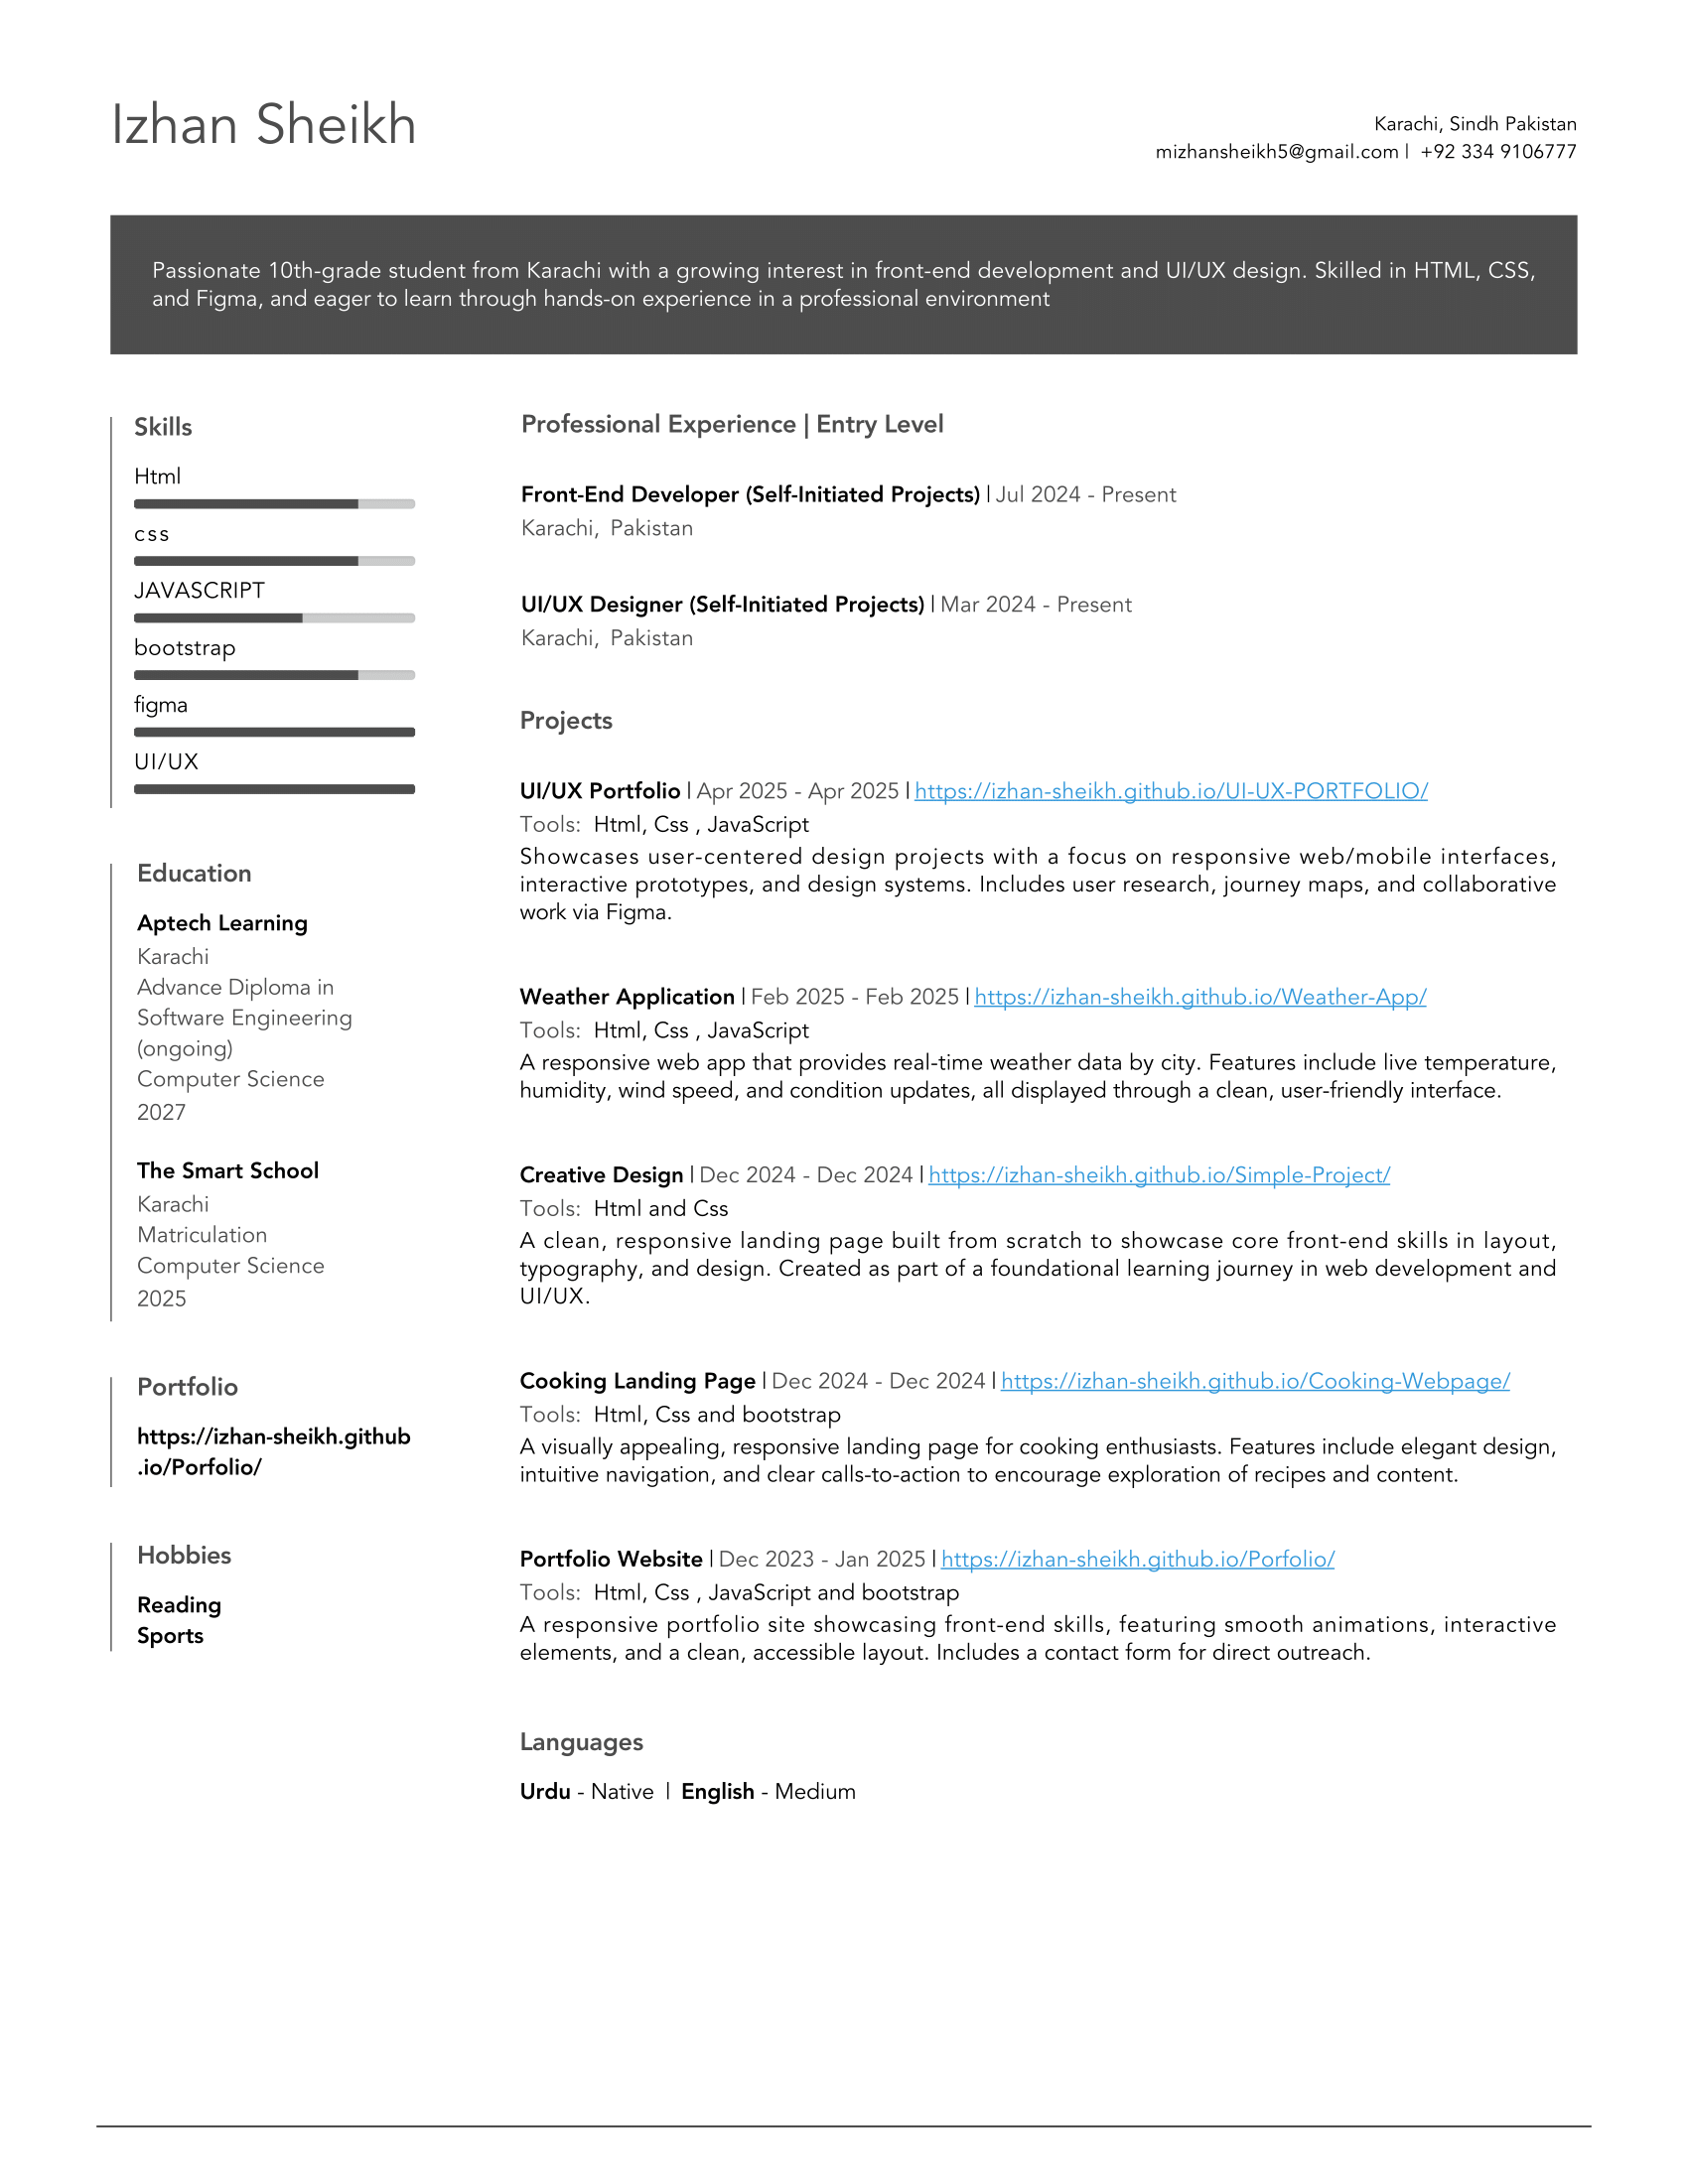 Izhan Sheikh
Karachi, Sindh Pakistan
mizhansheikh5@gmail.com | +92 334 9106777
Passionate 10th-grade student from Karachi with a growing interest in front-end development and UI/UX design. Skilled in HTML, CSS,
and Figma, and eager to learn through hands-on experience in a professional environment
Skills
Html
css
JAVASCRIPT
bootstrap
figma
UI/UX
Education
Aptech Learning
Karachi
Advance Diploma in
Software Engineering
(ongoing)
Computer Science
2027
The Smart School
Karachi
Matriculation
Computer Science
2025
Portfolio
https://izhan-sheikh.github
.io/Porfolio/
Hobbies
Reading
Sports
Professional Experience | Entry Level
Front-End Developer (Self-Initiated Projects) | Jul 2024 - Present
Karachi, Pakistan
UI/UX Designer (Self-Initiated Projects) | Mar 2024 - Present
Karachi, Pakistan
Projects
UI/UX Portfolio | Apr 2025 - Apr 2025 | https://izhan-sheikh.github.io/UI-UX-PORTFOLIO/
Tools: Html, Css , JavaScript
Showcases user-centered design projects with a focus on responsive web/mobile interfaces,
interactive prototypes, and design systems. Includes user research, journey maps, and collaborative
work via Figma.
Weather Application | Feb 2025 - Feb 2025 | https://izhan-sheikh.github.io/Weather-App/
Tools: Html, Css , JavaScript
A responsive web app that provides real-time weather data by city. Features include live temperature,
humidity, wind speed, and condition updates, all displayed through a clean, user-friendly interface.
Creative Design | Dec 2024 - Dec 2024 | https://izhan-sheikh.github.io/Simple-Project/
Tools: Html and Css
A clean, responsive landing page built from scratch to showcase core front-end skills in layout,
typography, and design. Created as part of a foundational learning journey in web development and
UI/UX.
Cooking Landing Page | Dec 2024 - Dec 2024 | https://izhan-sheikh.github.io/Cooking-Webpage/
Tools: Html, Css and bootstrap
A visually appealing, responsive landing page for cooking enthusiasts. Features include elegant design,
intuitive navigation, and clear calls-to-action to encourage exploration of recipes and content.
Portfolio Website | Dec 2023 - Jan 2025 | https://izhan-sheikh.github.io/Porfolio/
Tools: Html, Css , JavaScript and bootstrap
A responsive portfolio site showcasing front-end skills, featuring smooth animations, interactive
elements, and a clean, accessible layout. Includes a contact form for direct outreach.
Languages
Urdu - Native | English - Medium